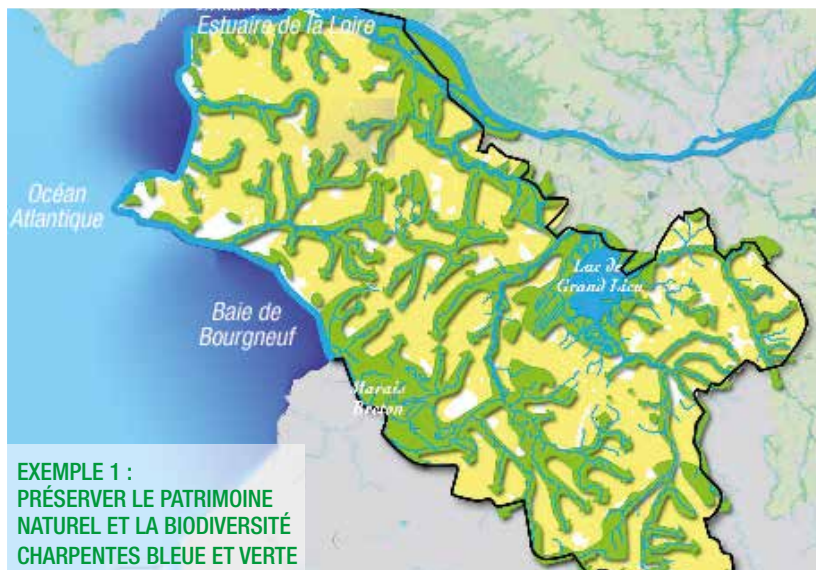 Estuaire de la Loire
Océan
Atlantique
Lac de
Grand Lieu
Baie de
Bourgneuf
Marais
Breton
EXEMPLE 1 :
PRÉSERVER LE PATRIMOINE
NATUREL ET LA BIODIVERSITÉ
CHARPENTES BLEUE ET VERTE